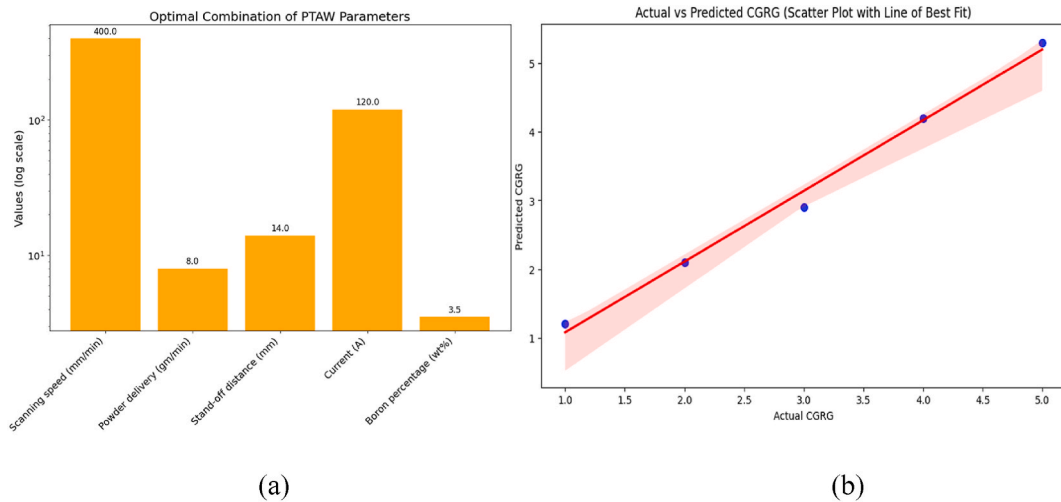 Optimal Combination of PTAW Parameters
Values (log scale)
10²
10¹
400.0
8.0
14.0
120.0
3.5
Scanning speed (mm/min)
Powder delivery (gm/min)
Stand-off distance (mm)
Current (A)
Boron percentage (wt%)
(a)
Actual vs Predicted CGRG (Scatter Plot with Line of Best Fit)
Predicted CGRG
5
4
3
2
1
1.0 1.5 2.0 2.5 3.0 3.5 4.0 4.5 5.0
Actual CGRG
(b)